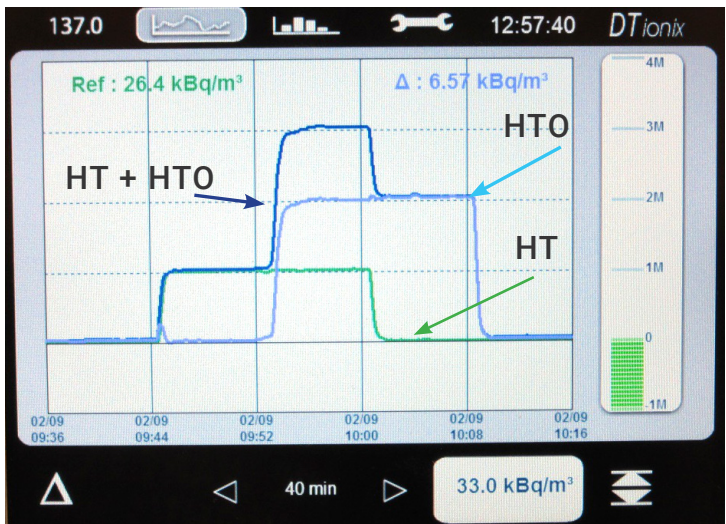 137.0 12:57:40 DTionix
Ref : 26.4 kBq/m³ Δ : 6.57 kBq/m³
4M
HTO
3M
HT + HTO
2M
HT
1M
0
-1M
02/09 02/09 02/09 02/09 02/09 02/09
09:36 09:44 09:52 10:00 10:08 10:16
Δ 40 min 33.0 kBq/m³